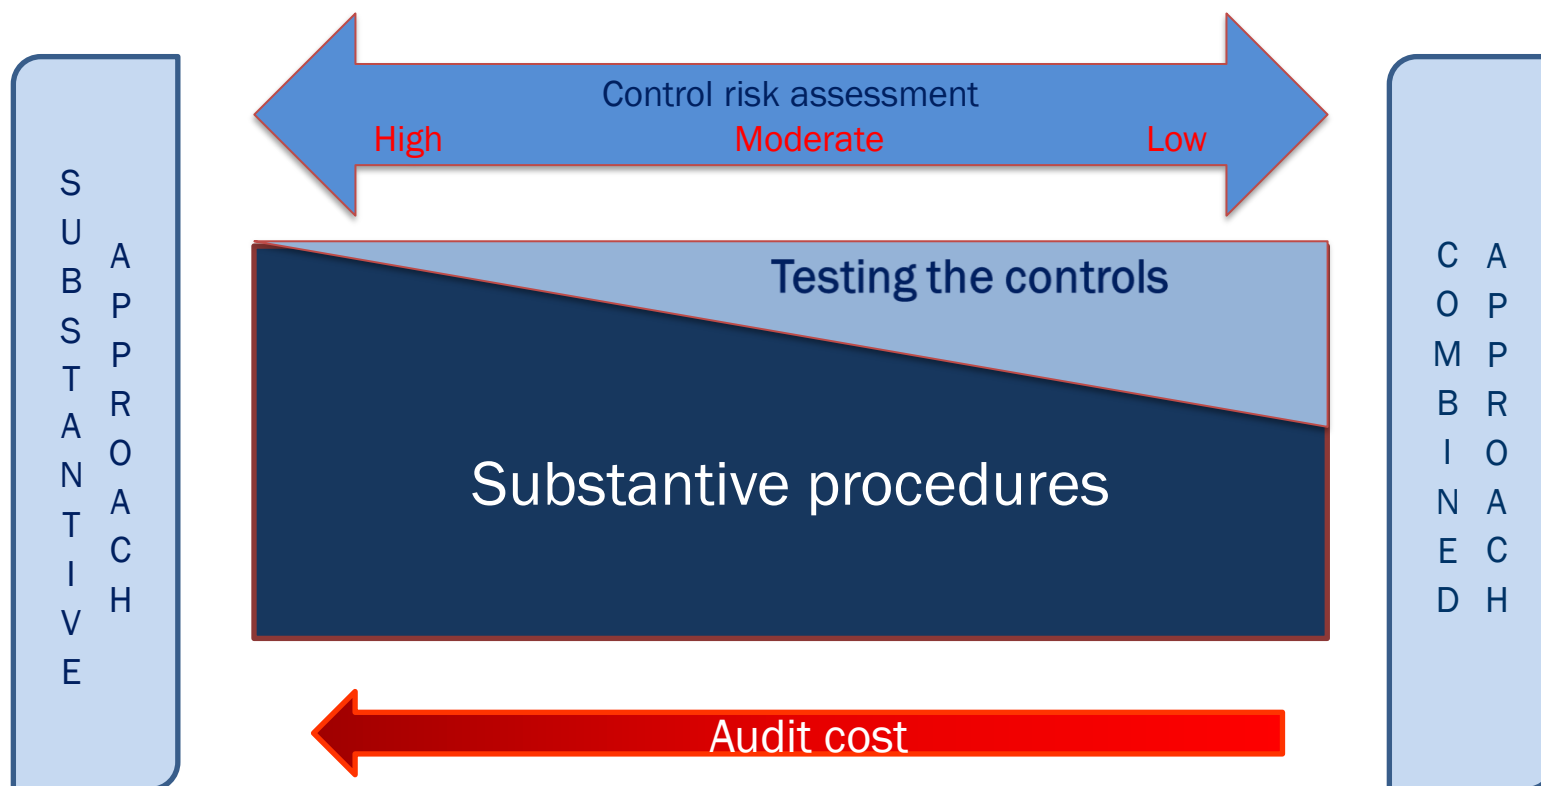 SUBSTANTIVE
APPROACH
Control risk assessment
High Moderate Low
Testing the controls
Substantive procedures
Audit cost
COMBINED
APPROACH